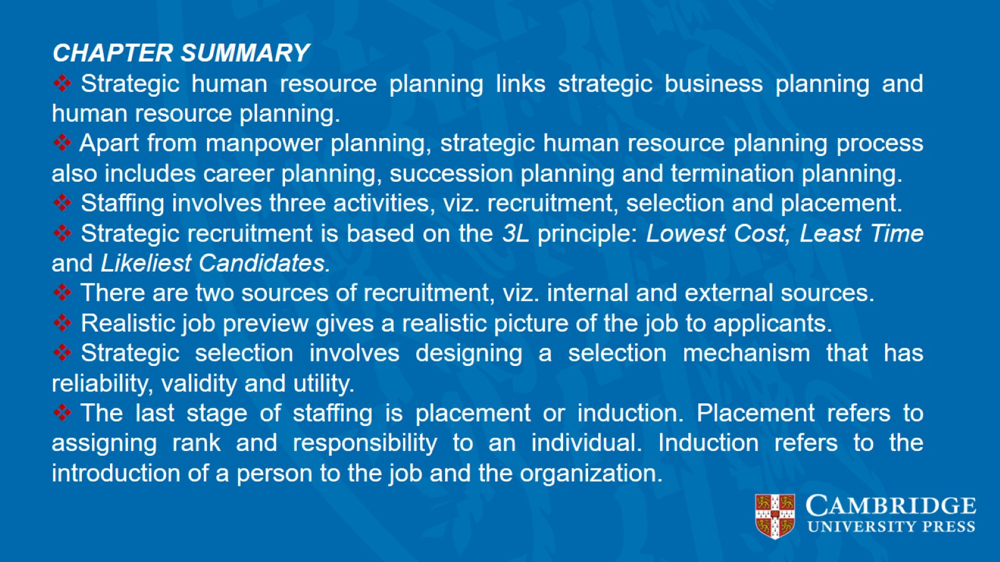 CHAPTER SUMMARY
❖ Strategic human resource planning links strategic business planning and
human resource planning.
❖ Apart from manpower planning, strategic human resource planning process
also includes career planning, succession planning and termination planning.
❖ Staffing involves three activities, viz. recruitment, selection and placement.
❖ Strategic recruitment is based on the 3L principle: Lowest Cost, Least Time
and Likeliest Candidates.
❖ There are two sources of recruitment, viz. internal and external sources.
❖ Realistic job preview gives a realistic picture of the job to applicants.
❖ Strategic selection involves designing a selection mechanism that has
reliability, validity and utility.
❖ The last stage of staffing is placement or induction. Placement refers to
assigning rank and responsibility to an individual. Induction refers to the
introduction of a person to the job and the organization.
CAMBRIDGE
UNIVERSITY PRESS